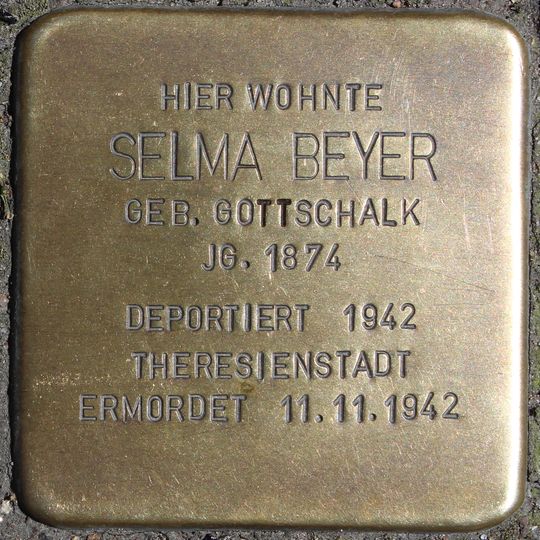 HIER WOHNTE
SELMA BEYER
GEB. GOTTSCHALK
JG. 1874
DEPORTIERT 1942
THERESIENSTADT
ERMORDET 11.11.1942